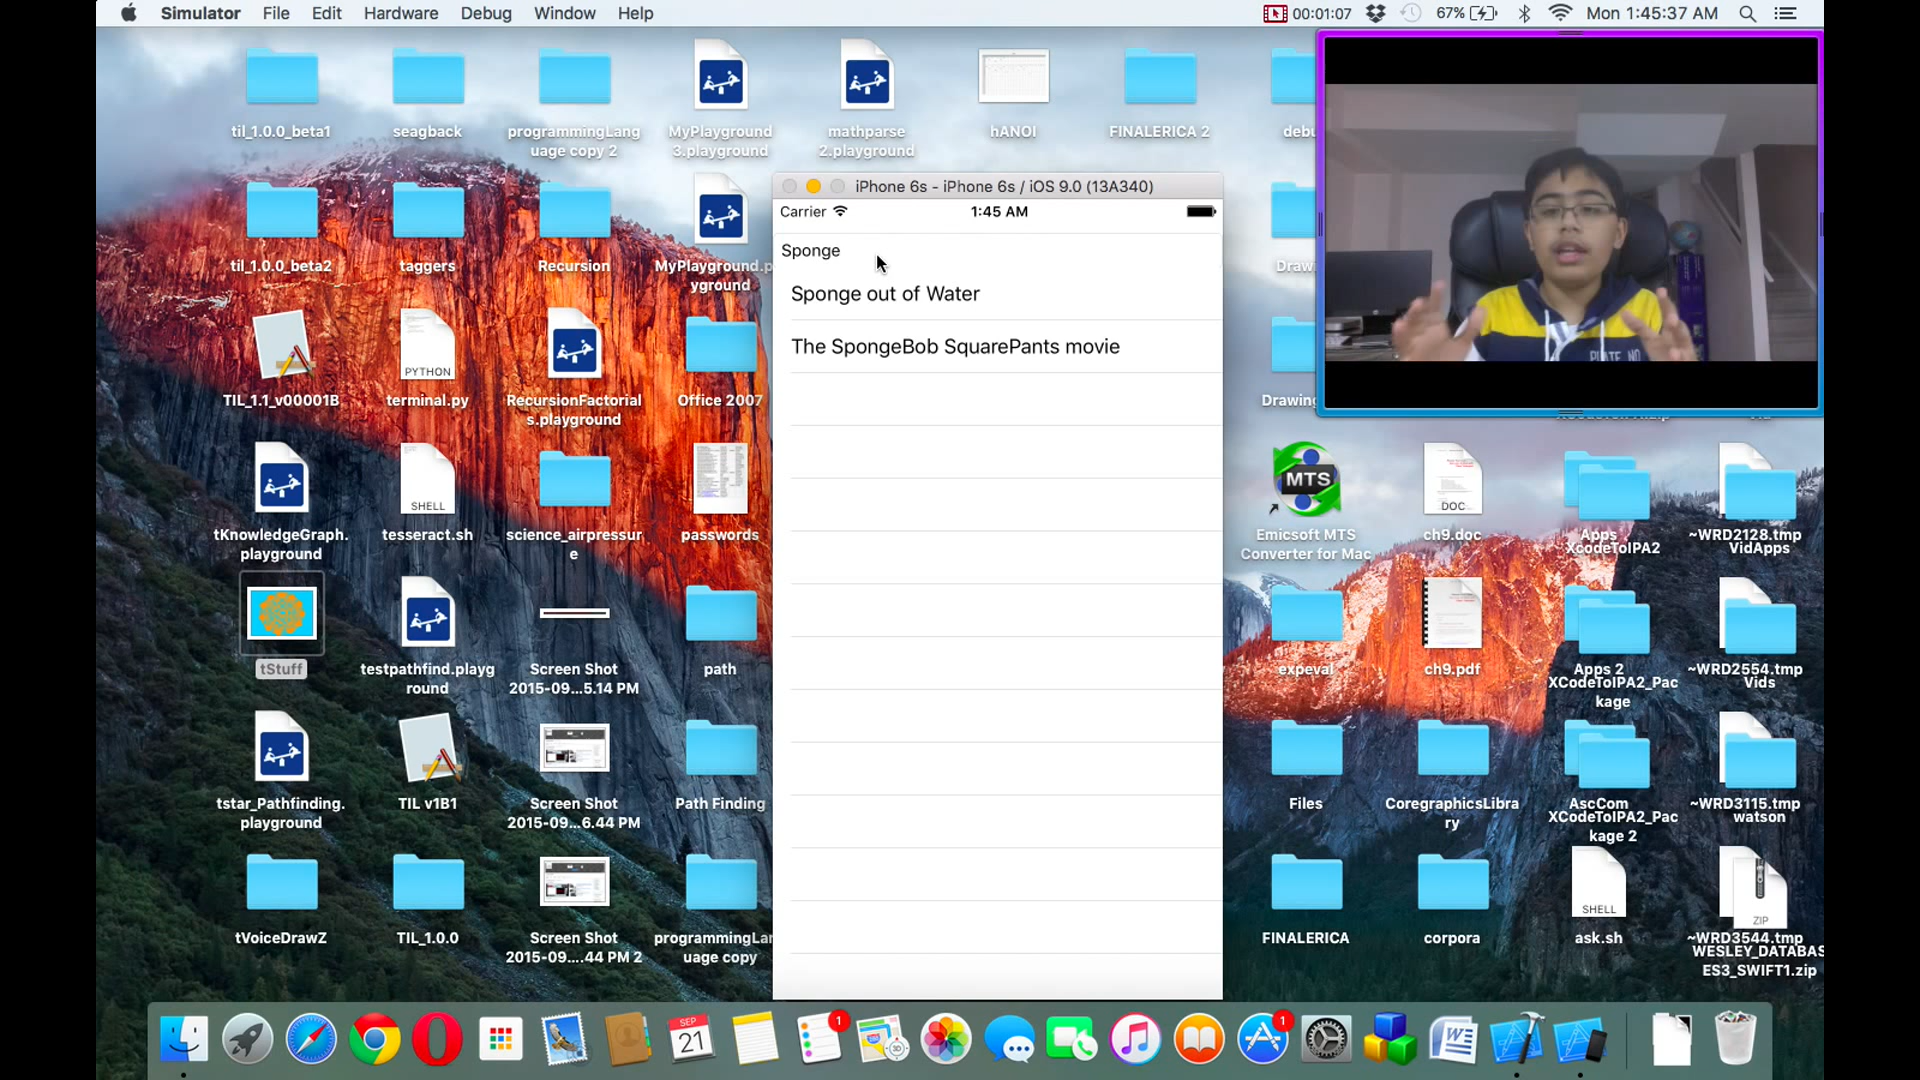 Simulator File Edit Hardware Debug Window Help 00:01:07 67% Mon 1:45:37 AM
til_1.0.0_beta1
seagback
programmingLang
uage copy 2
MyPlayground
3.playground
mathparse
2.playground
hANOI
FINALERICA 2
debu
iPhone 6s - iPhone 6s / iOS 9.0 (13A340)
Carrier 1:45 AM
Sponge
Sponge out of Water
The SpongeBob SquarePants movie
til_1.0.0_beta2
taggers
Recursion
MyPlayground.p
yground
Draw
TIL_1.1_v00001B
PYTHON
terminal.py
RecursionFactorial
s.playground
Office 2007
Drawing
tKnowledgeGraph.
playground
SHELL
tesseract.sh
science_airpressur
e
passwords
MTS
Emicsoft MTS
Converter for Mac
DOC
ch9.doc
Apps
XcodeToIPA2
~WRD2128.tmp
VidApps
tStuff
testpathfind.playg
round
Screen Shot
2015-09...5.14 PM
path
expeval
ch9.pdf
Apps 2
XCodeToIPA2_Pac
kage
~WRD2554.tmp
Vids
tstar_Pathfinding.
playground
TIL v1B1
Screen Shot
2015-09...6.44 PM
Path Finding
Files
CoregraphicsLibra
ry
AscCom
XCodeToIPA2_Pac
kage 2
~WRD3115.tmp
watson
tVoiceDrawZ
TIL_1.0.0
Screen Shot
2015-09....44 PM 2
programmingLan
uage copy
FINALERICA
corpora
SHELL
ask.sh
ZIP
~WRD3544.tmp
WESLEY_DATABAS
ES3_SWIFT1.zip
SEP
21
1
3D
1
W